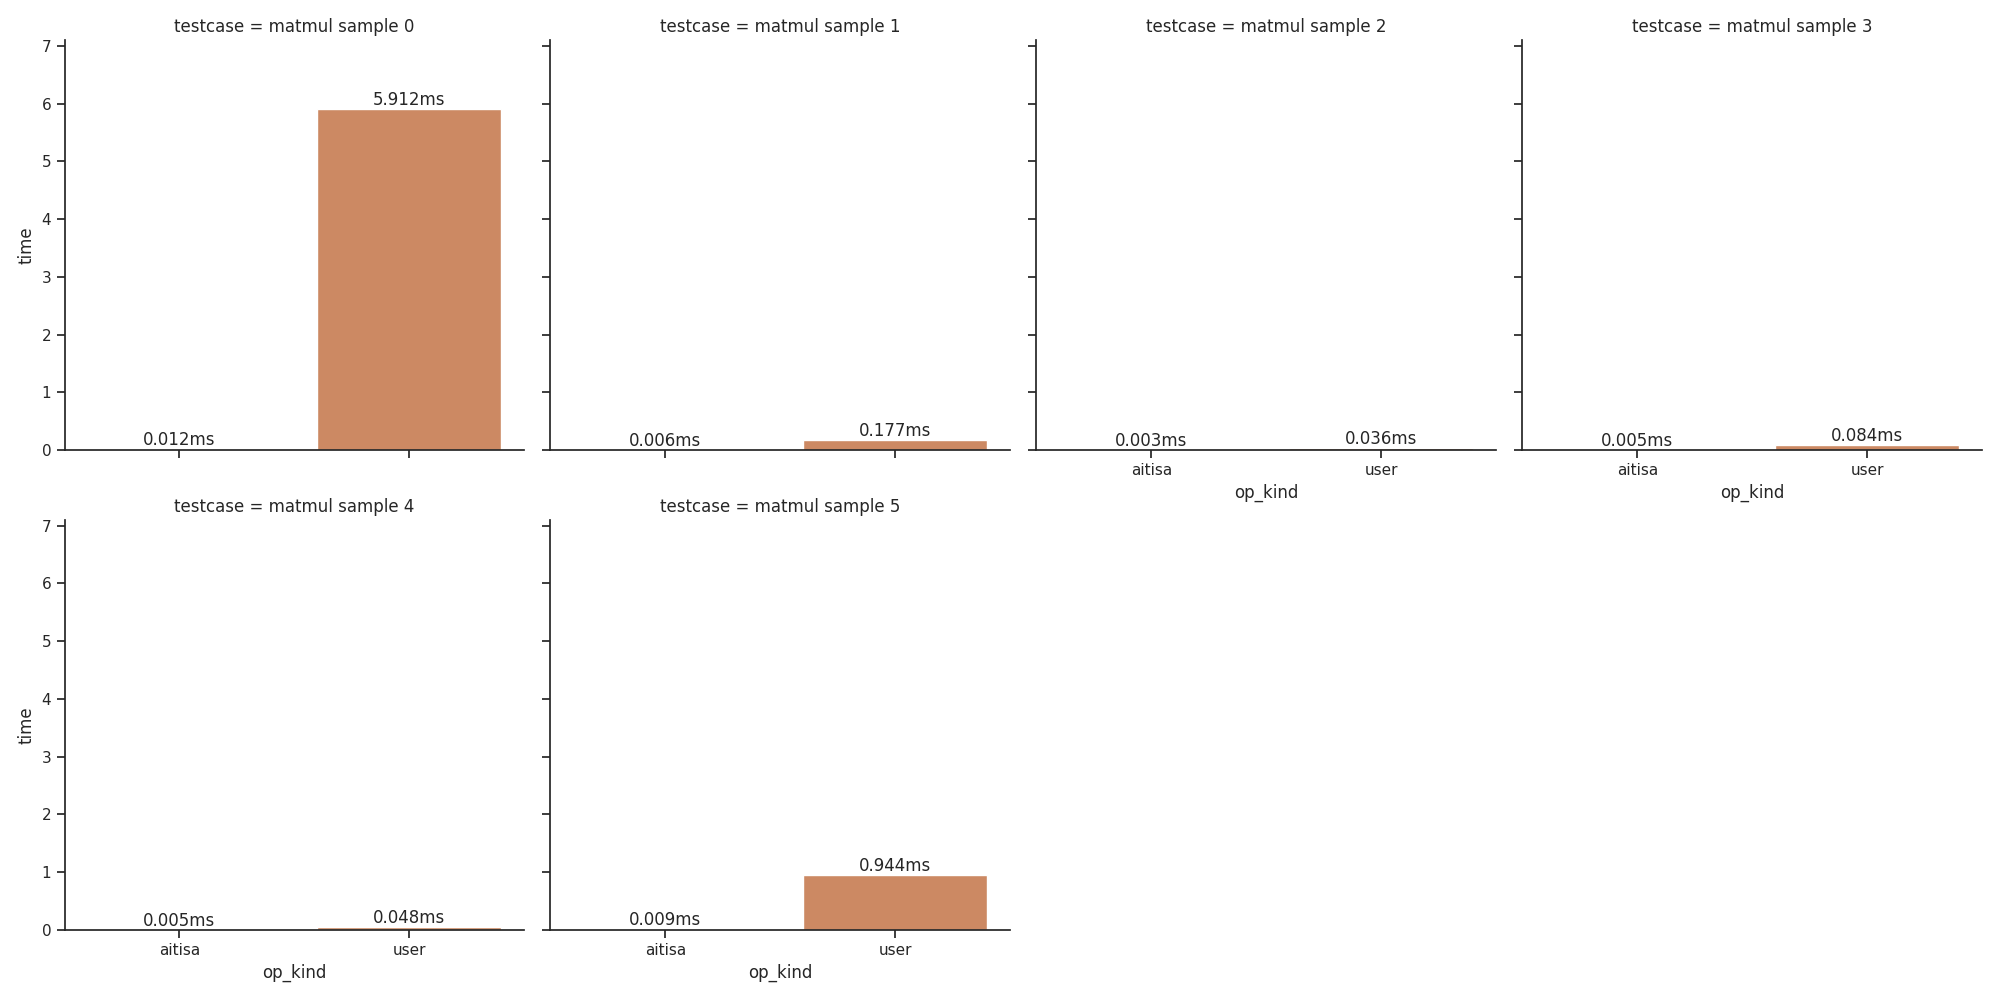 testcase = matmul sample 0
7
6
5
4
3
2
1
0
time
5.912ms
0.012ms
testcase = matmul sample 1
0.006ms
0.177ms
testcase = matmul sample 2
0.003ms
0.036ms
aitisa
user
op_kind
testcase = matmul sample 3
0.005ms
0.084ms
aitisa
user
op_kind
testcase = matmul sample 4
7
6
5
4
3
2
1
0
time
0.005ms
0.048ms
aitisa
user
op_kind
testcase = matmul sample 5
0.009ms
0.944ms
aitisa
user
op_kind